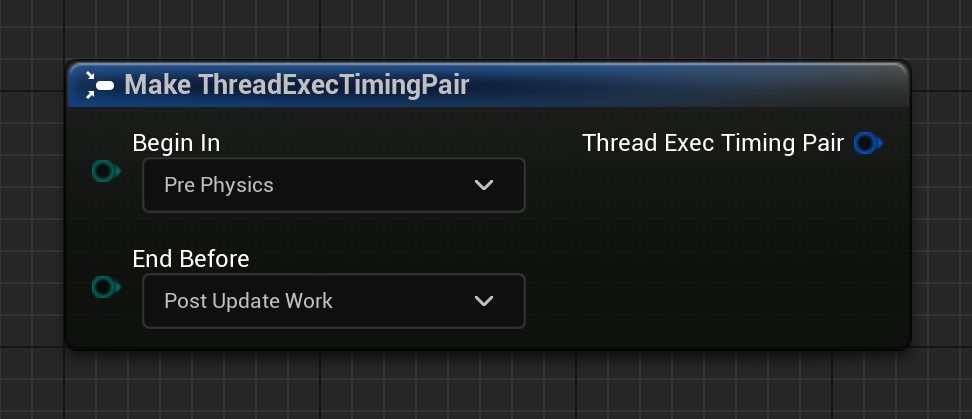 Make ThreadExecTimingPair
Begin In
Thread Exec Timing Pair
Pre Physics
End Before
Post Update Work